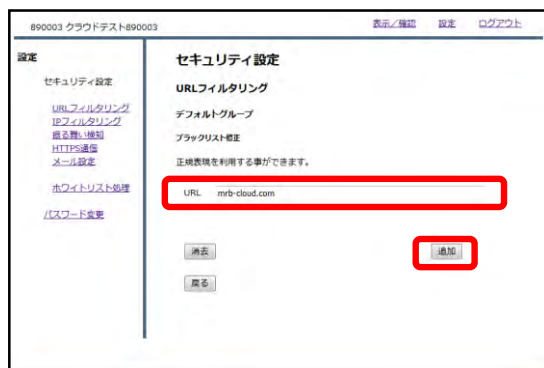 890003 クラウドテスト890003
表示／確認 設定 ログアウト
設定
セキュリティ設定
URLフィルタリング
IPフィルタリング
振る舞い検知
HTTPS通信
メール設定
ホワイトリスト処理
パスワード変更
セキュリティ設定
URLフィルタリング
デフォルトグループ
ブラックリスト修正
正規表現を利用する事ができます。
URL mrb-cloud.com
消去 追加
戻る